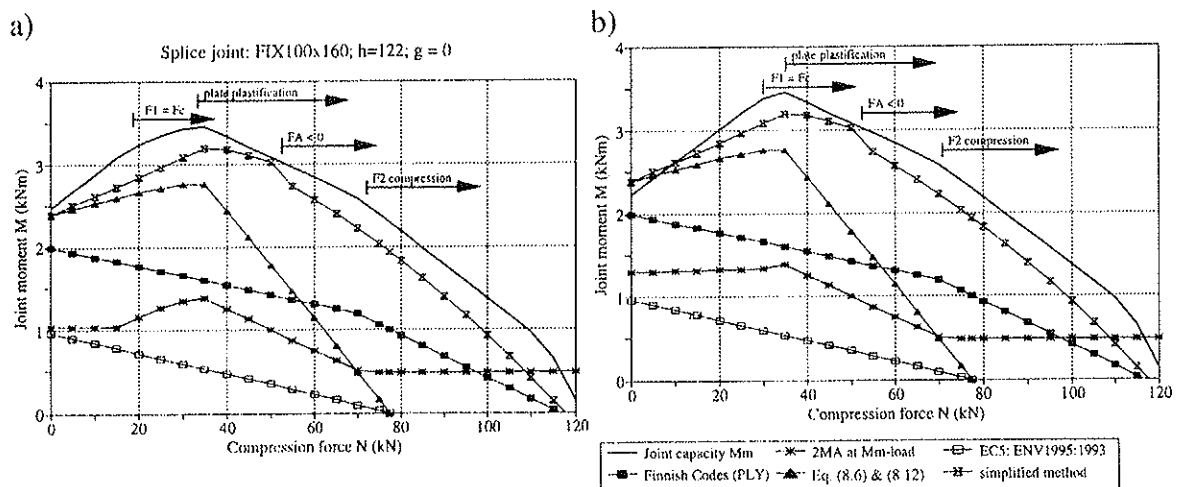 a)
Splice joint: FIX100x160; h=122; g = 0
plate plastification
F1 = Fc
FA <0
F2 compression
Joint moment M (kNm)
4
3
2
1
0
0 20 40 60 80 100 120
Compression force N (kN)
b)
plate plastification
F1 = Fc
FA <0
F2 compression
Joint moment M (kNm)
4
3
2
1
0
0 20 40 60 80 100 120
Compression force N (kN)
Joint capacity Mm
2MA at Mm-load
EC5: ENV1995:1993
Finnish Codes (PLY)
Eq. (8.6) & (8 12)
simplified method